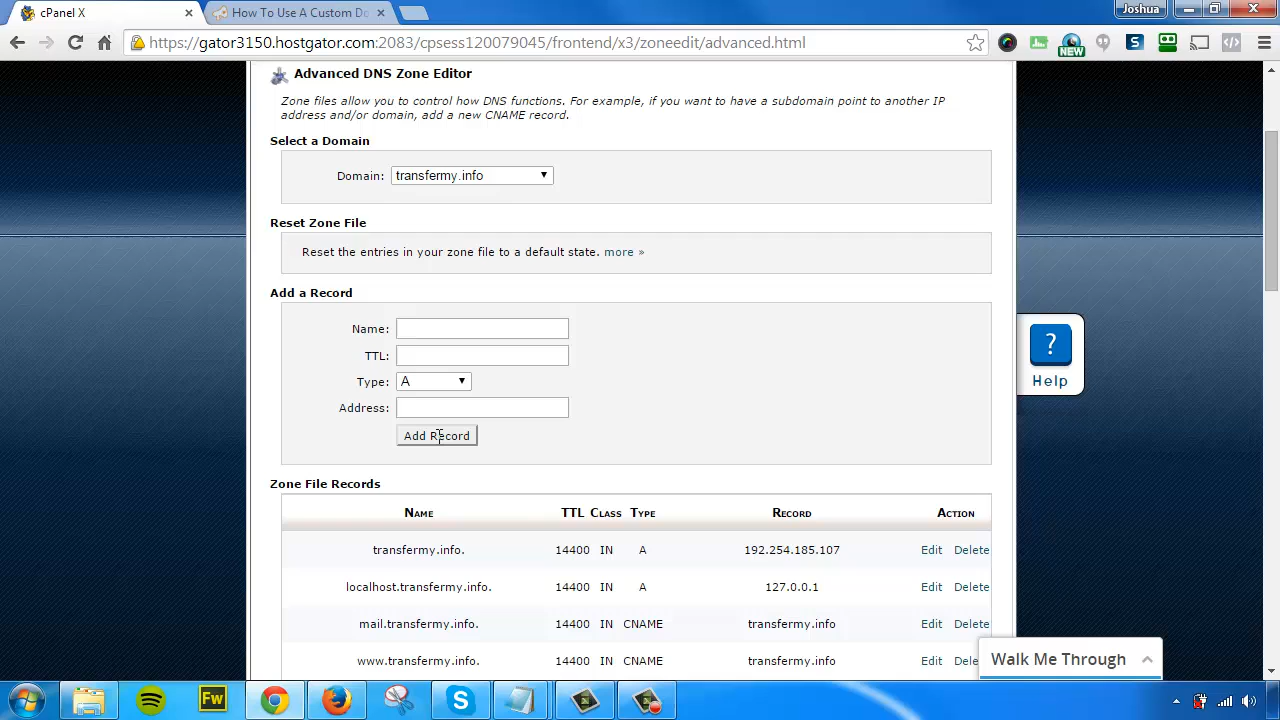 cPanel X
How To Use A Custom Do
Joshua
https://gator3150.hostgator.com:2083/cpsess120079045/frontend/x3/zoneedit/advanced.html
NEW
Advanced DNS Zone Editor
Zone files allow you to control how DNS functions. For example, if you want to have a subdomain point to another IP
address and/or domain, add a new CNAME record.
Select a Domain
Domain: transfermy.info
Reset Zone File
Reset the entries in your zone file to a default state. more »
Add a Record
Name:
TTL:
Type: A
Address:
Add Record
? Help
Zone File Records
Name TTL Class Type Record Action
transfermy.info. 14400 IN A 192.254.185.107 Edit Delete
localhost.transfermy.info. 14400 IN A 127.0.0.1 Edit Delete
mail.transfermy.info. 14400 IN CNAME transfermy.info Edit Delete
www.transfermy.info. 14400 IN CNAME transfermy.info Edit
Walk Me Through
Fw